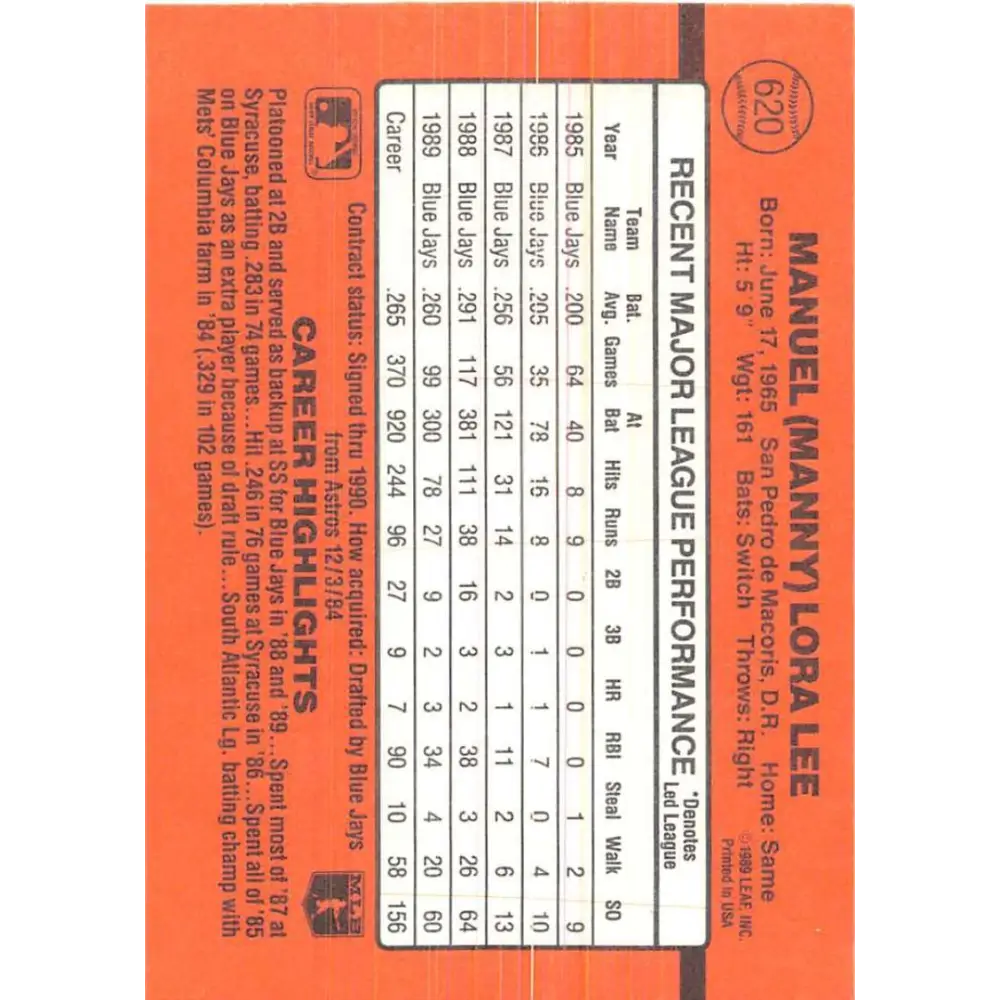 620
MANUEL (MANNY) LORA LEE
Born: June 17, 1965 San Pedro de Macoris, D.R. Home: Same
Ht: 5' 9" Wgt: 161 Bats: Switch Throws: Right
© 1989 LEAF, INC.
Printed in USA
RECENT MAJOR LEAGUE PERFORMANCE *Denotes Led League
Year Team Name Bat. Avg. Games At Bat Hits Runs 2B 3B HR RBI Steal Walk SO
1985 Blue Jays .200 64 40 8 9 0 0 0 0 1 2 9
1986 Blue Jays .205 35 78 16 8 0 1 1 7 0 4 10
1987 Blue Jays .256 56 121 31 14 2 3 1 11 2 6 13
1988 Blue Jays .291 117 381 111 38 16 3 2 38 3 26 64
1989 Blue Jays .260 99 300 78 27 9 2 3 34 4 20 60
Career .265 370 920 244 96 27 9 7 90 10 58 156
Contract status: Signed thru 1990. How acquired: Drafted by Blue Jays
from Astros 12/3/84
MLB
CAREER HIGHLIGHTS
Platooned at 2B and served as backup at SS for Blue Jays in '88 and '89...Spent most of '87 at
Syracuse, batting .283 in 74 games...Hit .246 in 76 games at Syracuse in '86...Spent all of '85
on Blue Jays as an extra player because of draft rule...South Atlantic Lg. batting champ with
Mets' Columbia farm in '84 (.329 in 102 games).